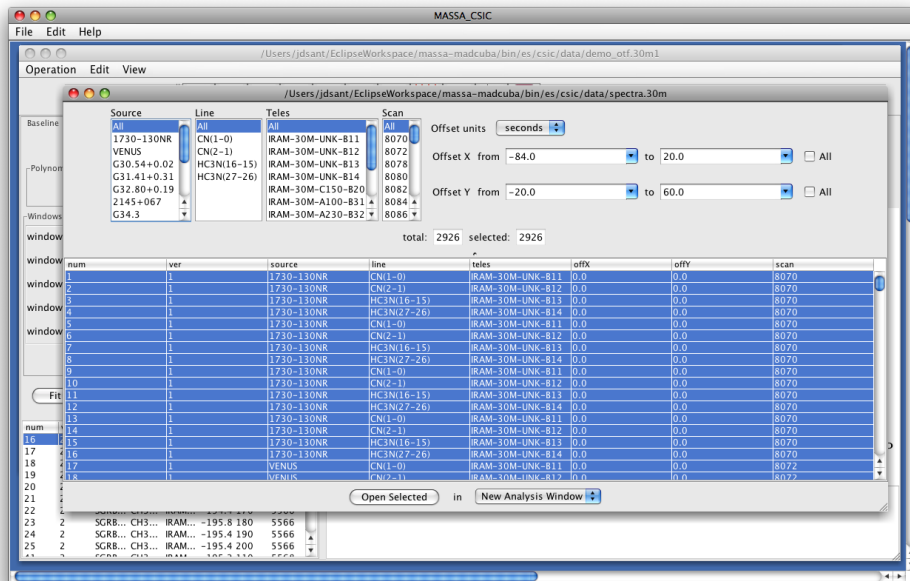 MASSA_CSIC
File Edit Help
/Users/jdsant/EclipseWorkspace/massa-madcuba/bin/es/csic/data/demo_otf.30m1
Operation Edit View
/Users/jdsant/EclipseWorkspace/massa-madcuba/bin/es/csic/data/spectra.30m
Baseline
Polynom
Windows
window
window
window
window
window
Fit
Source Line Teles Scan
All All All All
1730-130NR CN(1-0) IRAM-30M-UNK-B11 8070
VENUS CN(2-1) IRAM-30M-UNK-B12 8072
G30.54+0.02 HC3N(16-15) IRAM-30M-UNK-B13 8078
G31.41+0.31 HC3N(27-26) IRAM-30M-UNK-B14 8080
G32.80+0.19 IRAM-30M-C150-B20 8082
2145+067 IRAM-30M-A100-B31 8084
G34.3 IRAM-30M-A230-B32 8086
Offset units seconds
Offset X from -84.0 to 20.0 All
Offset Y from -20.0 to 60.0 All
total: 2926 selected: 2926
num ver source line teles offX offY scan
1 1 1730-130NR CN(1-0) IRAM-30M-UNK-B11 0.0 0.0 8070
2 1 1730-130NR CN(2-1) IRAM-30M-UNK-B12 0.0 0.0 8070
3 1 1730-130NR HC3N(16-15) IRAM-30M-UNK-B13 0.0 0.0 8070
4 1 1730-130NR HC3N(27-26) IRAM-30M-UNK-B14 0.0 0.0 8070
5 1 1730-130NR CN(1-0) IRAM-30M-UNK-B11 0.0 0.0 8070
6 1 1730-130NR CN(2-1) IRAM-30M-UNK-B12 0.0 0.0 8070
7 1 1730-130NR HC3N(16-15) IRAM-30M-UNK-B13 0.0 0.0 8070
8 1 1730-130NR HC3N(27-26) IRAM-30M-UNK-B14 0.0 0.0 8070
9 1 1730-130NR CN(1-0) IRAM-30M-UNK-B11 0.0 0.0 8070
10 1 1730-130NR CN(2-1) IRAM-30M-UNK-B12 0.0 0.0 8070
11 1 1730-130NR HC3N(16-15) IRAM-30M-UNK-B13 0.0 0.0 8070
12 1 1730-130NR HC3N(27-26) IRAM-30M-UNK-B14 0.0 0.0 8070
13 1 1730-130NR CN(1-0) IRAM-30M-UNK-B11 0.0 0.0 8070
14 1 1730-130NR CN(2-1) IRAM-30M-UNK-B12 0.0 0.0 8070
15 1 1730-130NR HC3N(16-15) IRAM-30M-UNK-B13 0.0 0.0 8070
16 1 1730-130NR HC3N(27-26) IRAM-30M-UNK-B14 0.0 0.0 8070
17 1 VENUS CN(1-0) IRAM-30M-UNK-B11 0.0 0.0 8072
18 1 VENUS CN(2-1) IRAM-30M-UNK-B12 0.0 0.0 8072
Open Selected in New Analysis Window
num
16
17
18
19
20
21
22 2 SGRB... CH3... IRAM... -194.4 170 5566
23 2 SGRB... CH3... IRAM... -195.8 180 5566
24 2 SGRB... CH3... IRAM... -195.4 190 5566
25 2 SGRB... CH3... IRAM... -195.4 200 5566